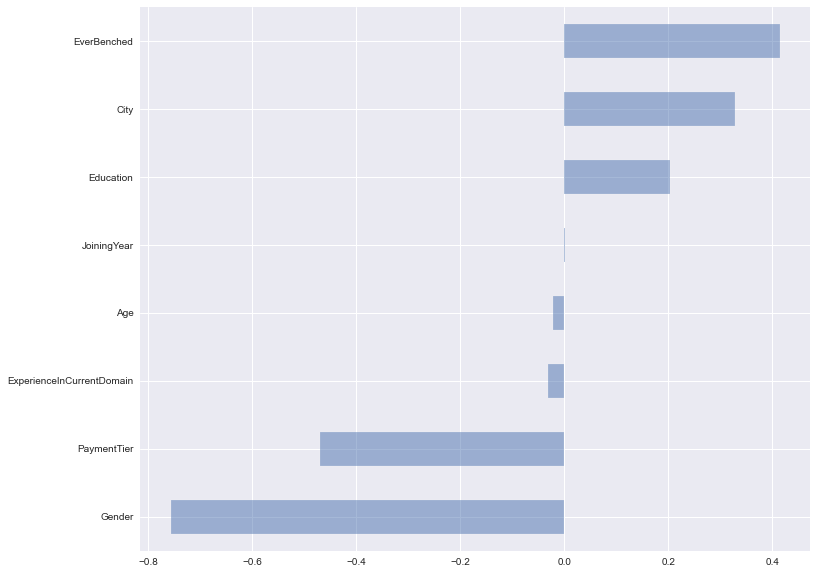 EverBenched
City
Education
JoiningYear
Age
ExperienceInCurrentDomain
PaymentTier
Gender
−0.8 −0.6 −0.4 −0.2 0.0 0.2 0.4